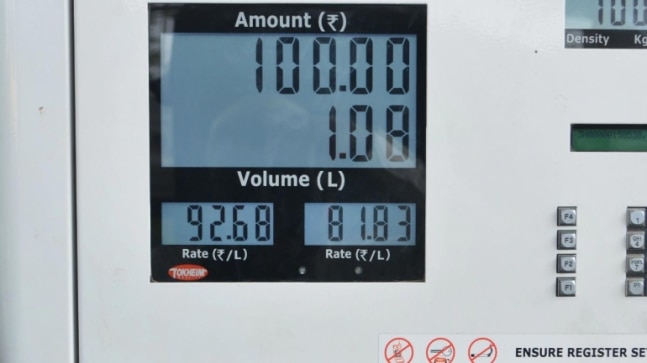 Amount (₹)
100.00
1.08
Volume (L)
92.68 81.83
Rate (₹/L) Rate (₹/L)
TOKHEIM
100
Density Kg
F4
F3
F2
F1
ENSURE REGISTER SE